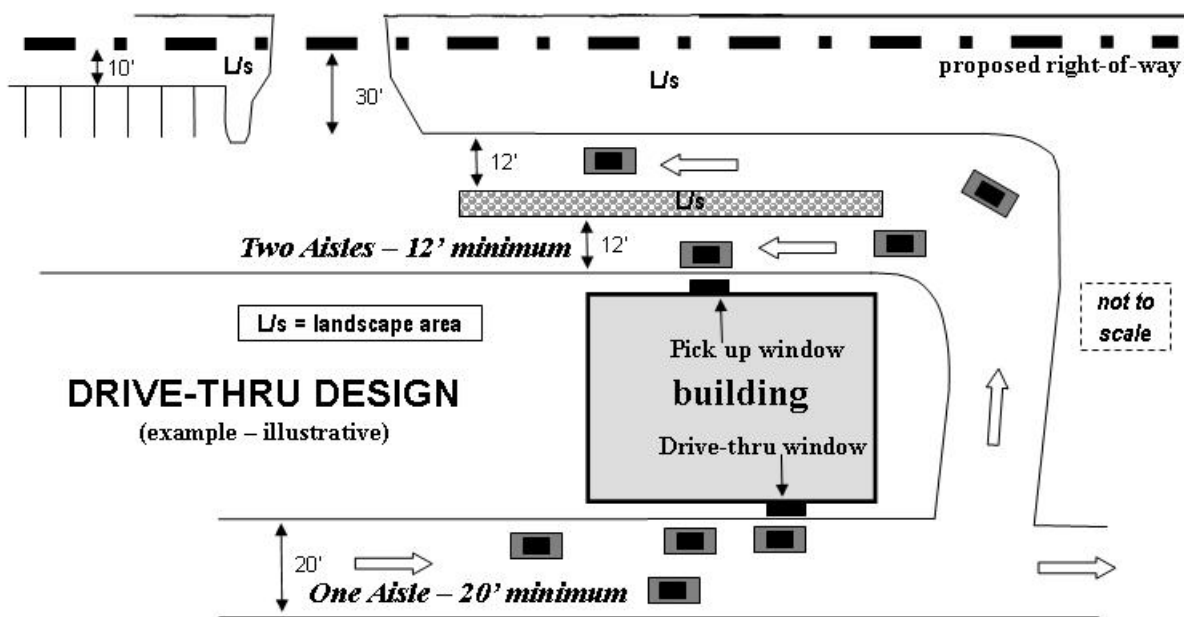 10'
L/s
L/s
proposed right-of-way
30'
12'
L/s
Two Aisles – 12' minimum
12'
L/s = landscape area
not to
scale
Pick up window
DRIVE-THRU DESIGN
building
(example – illustrative)
Drive-thru window
20'
One Aisle – 20' minimum